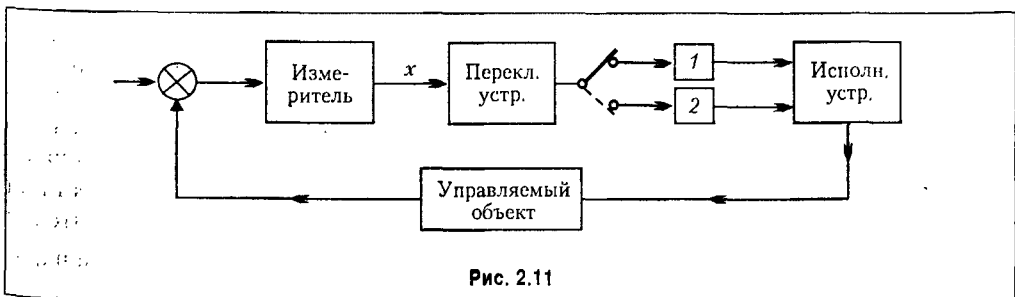 Изме-
ритель
x
Перекл.
устр.
1
2
Исполн.
устр.
Управляемый
объект
Рис. 2.11